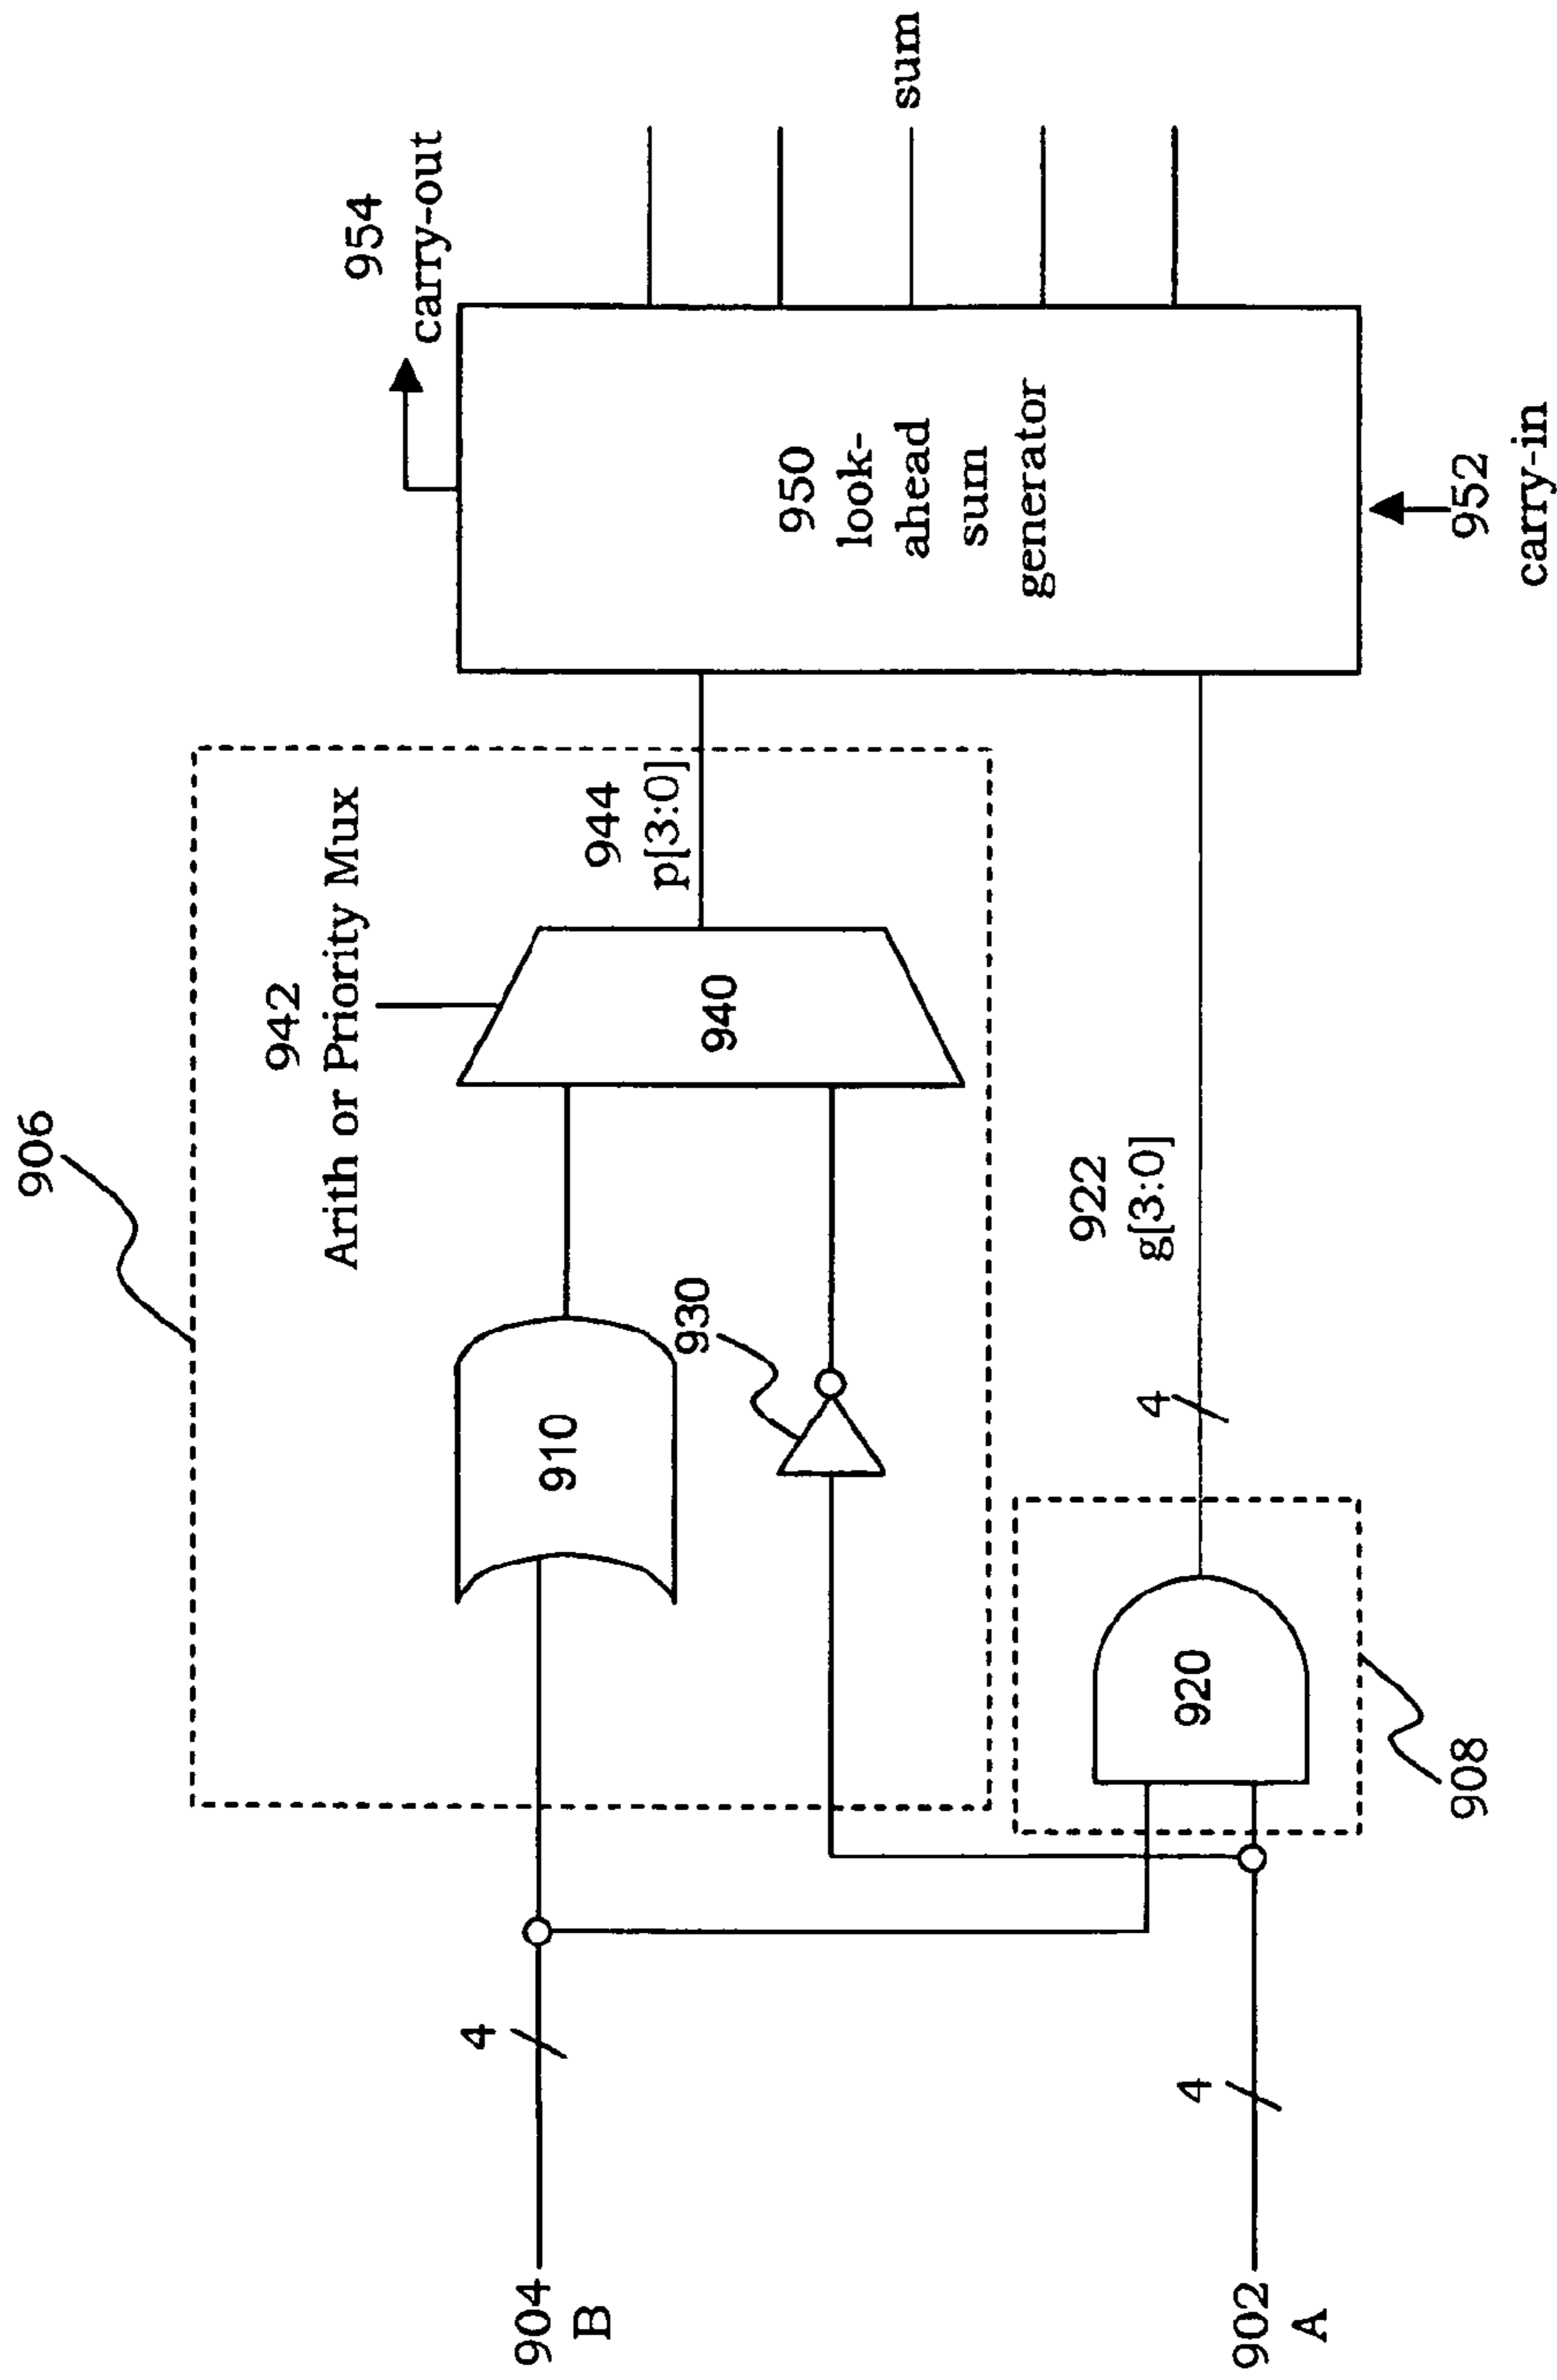 906
954
carry-out
942
Arith or Priority Mux
944
p[3:0]
904
B
4
910
940
930
950
look-
ahead
sum
generator
sum
922
g[3:0]
4
902
A
4
920
908
952
carry-in